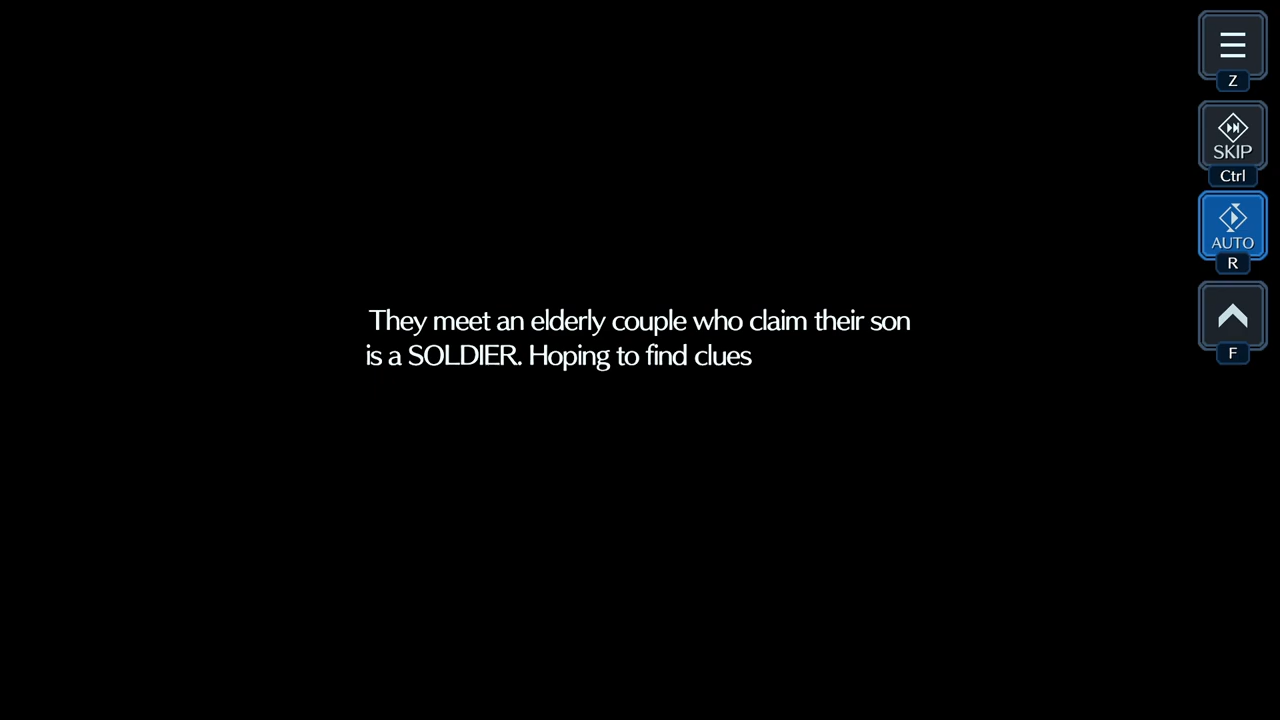 Z
SKIP
Ctrl
AUTO
R
F
They meet an elderly couple who claim their son
is a SOLDIER. Hoping to find clues